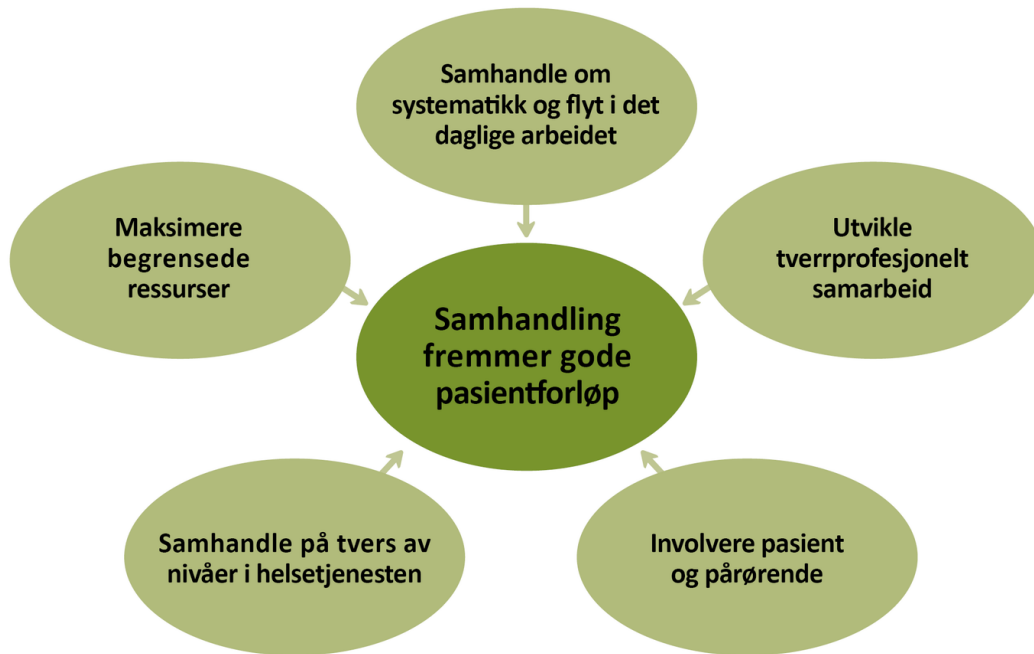 Samhandle om
systematikk og flyt i det
daglige arbeidet
Maksimere
begrensede
ressurser
Utvikle
tverrprofesjonelt
samarbeid
Samhandling
fremmer gode
pasientforløp
Samhandle på tvers av
nivåer i helsetjenesten
Involvere pasient
og pårørende